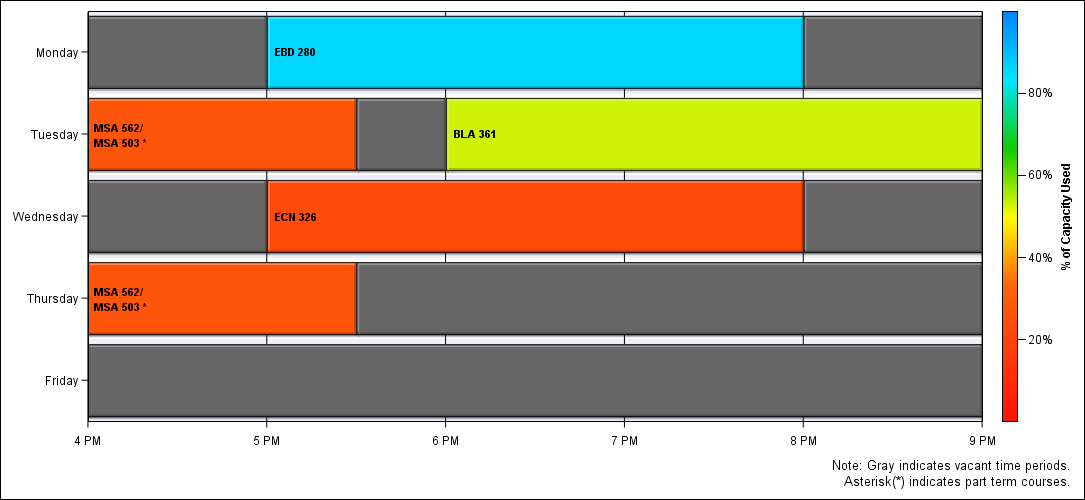 Monday
EBD 280
Tuesday
MSA 562/
MSA 503 *
BLA 361
Wednesday
ECN 326
Thursday
MSA 562/
MSA 503 *
Friday
4 PM 5 PM 6 PM 7 PM 8 PM 9 PM
80%
60%
40%
20%
% of Capacity Used
Note: Gray indicates vacant time periods.
Asterisk(*) indicates part term courses.